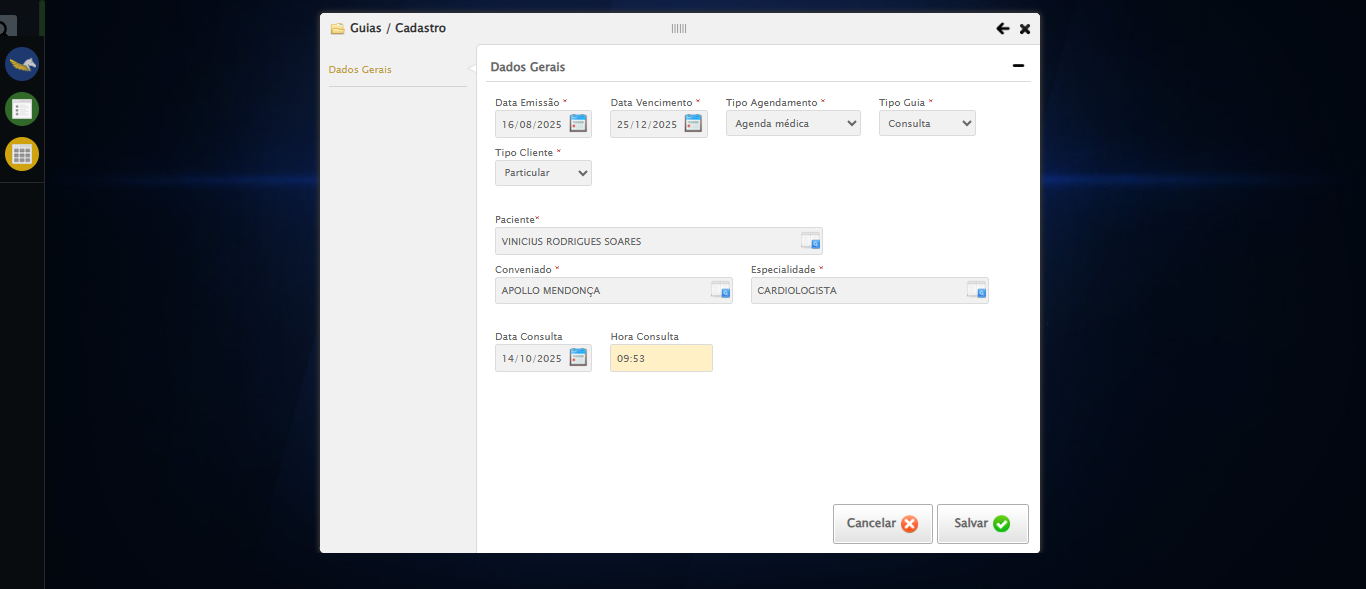 Guias / Cadastro
Dados Gerais
Dados Gerais
Data Emissão * Data Vencimento * Tipo Agendamento * Tipo Guia *
16/08/2025 25/12/2025 Agenda médica Consulta
Tipo Cliente *
Particular
Paciente*
VINICIUS RODRIGUES SOARES
Conveniado * Especialidade *
APOLLO MENDONÇA CARDIOLOGISTA
Data Consulta Hora Consulta
14/10/2025 09:53
Cancelar Salvar